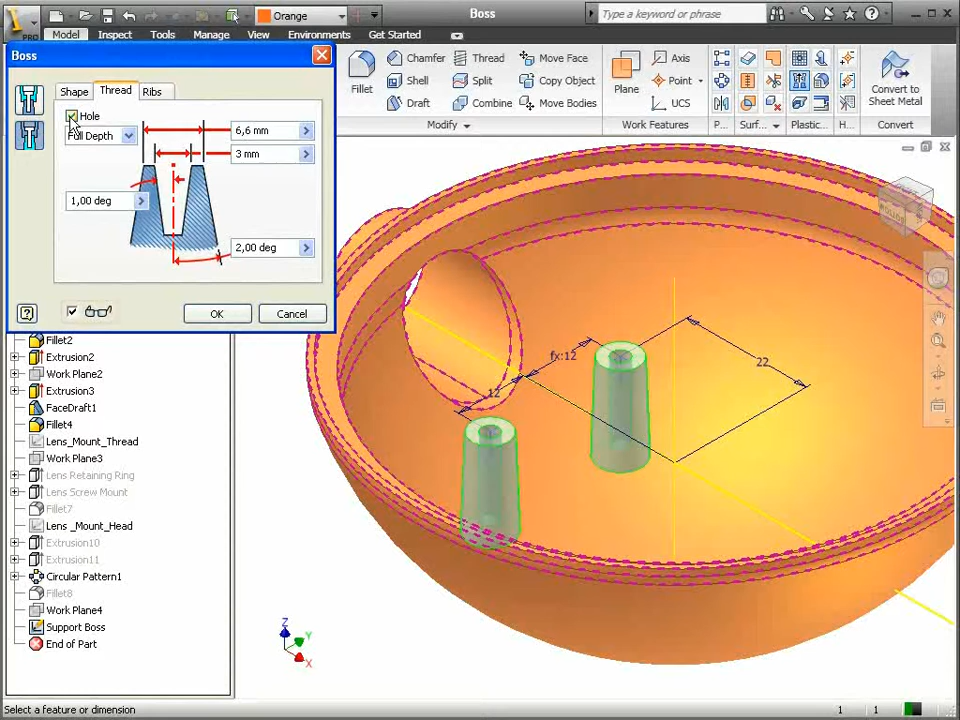 Orange
Boss
Type a keyword or phrase
PRO
Model Inspect Tools Manage View Environments Get Started
Boss
Shape Thread Ribs
Hole
Full Depth
6,6 mm
3 mm
1,00 deg
2,00 deg
OK Cancel
Fillet
Chamfer Thread Move Face
Shell Split Copy Object
Draft Combine Move Bodies
Modify
Plane
Axis
Point
UCS
Work Features
P... Surf... Plastic... H...
Convert to
Sheet Metal
Convert
Fillet2
Extrusion2
Work Plane2
Extrusion3
FaceDraft1
Fillet4
Lens_Mount_Thread
Work Plane3
Lens Retaining Ring
Lens Screw Mount
Fillet7
Lens _Mount_Head
Extrusion10
Extrusion11
Circular Pattern1
Fillet8
Work Plane4
Support Boss
End of Part
fx:12
22
12
BOTTOM
Z
Y
X
Select a feature or dimension
1 1